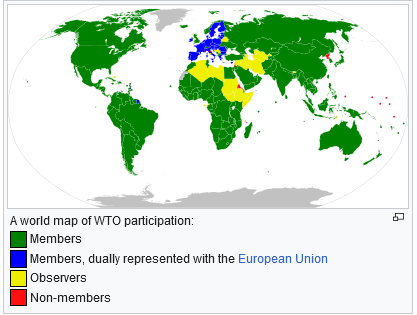 A world map of WTO participation:
Members
Members, dually represented with the European Union
Observers
Non-members